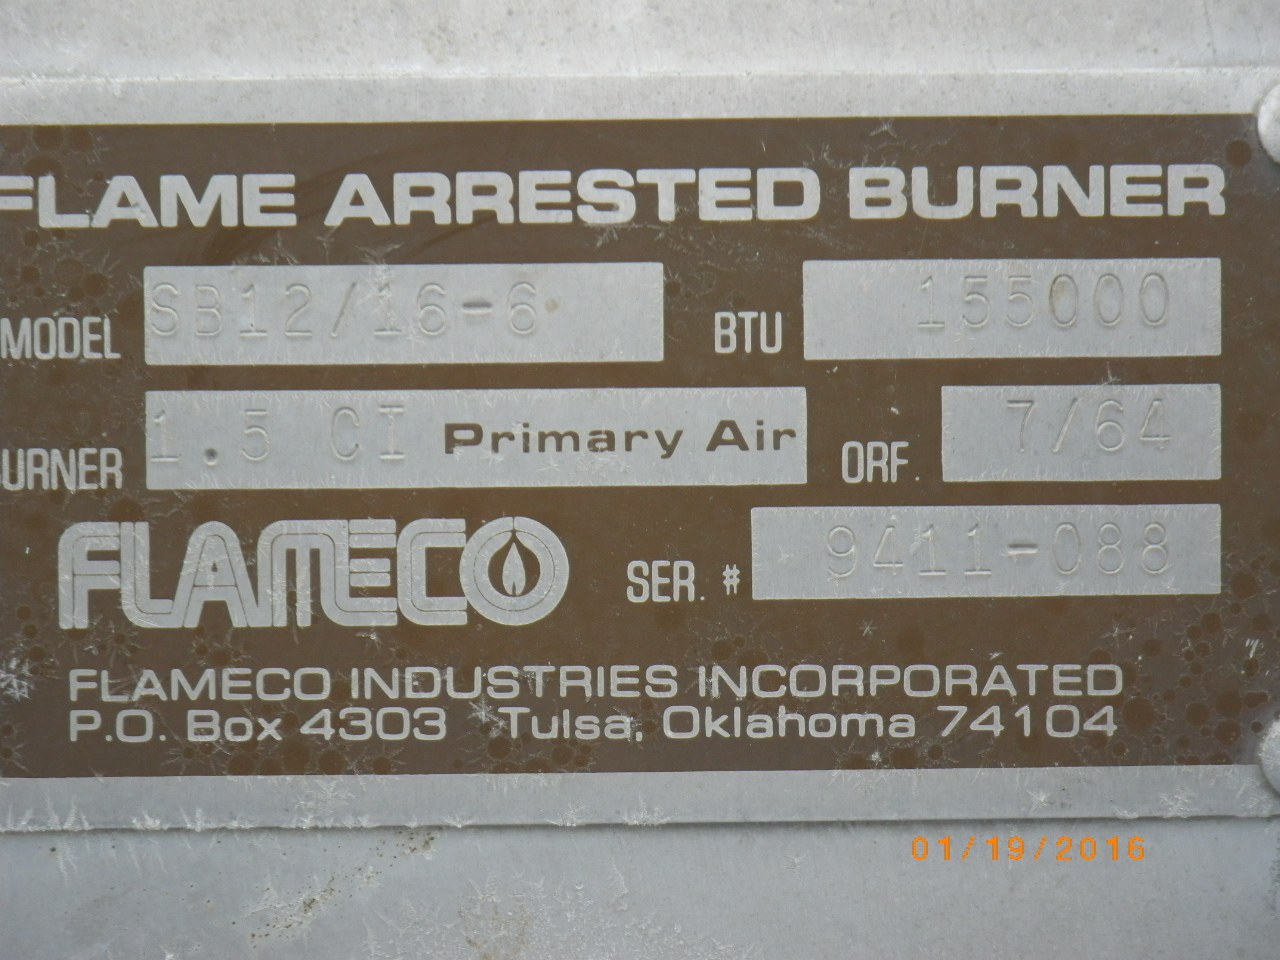 FLAME ARRESTED BURNER
MODEL SB12/16-6 BTU 155000
BURNER 1.5 CI Primary Air ORF. 7/64
FLAMECO SER. # 9411-088
FLAMECO INDUSTRIES INCORPORATED
P.O. Box 4303 Tulsa, Oklahoma 74104
01/19/2016